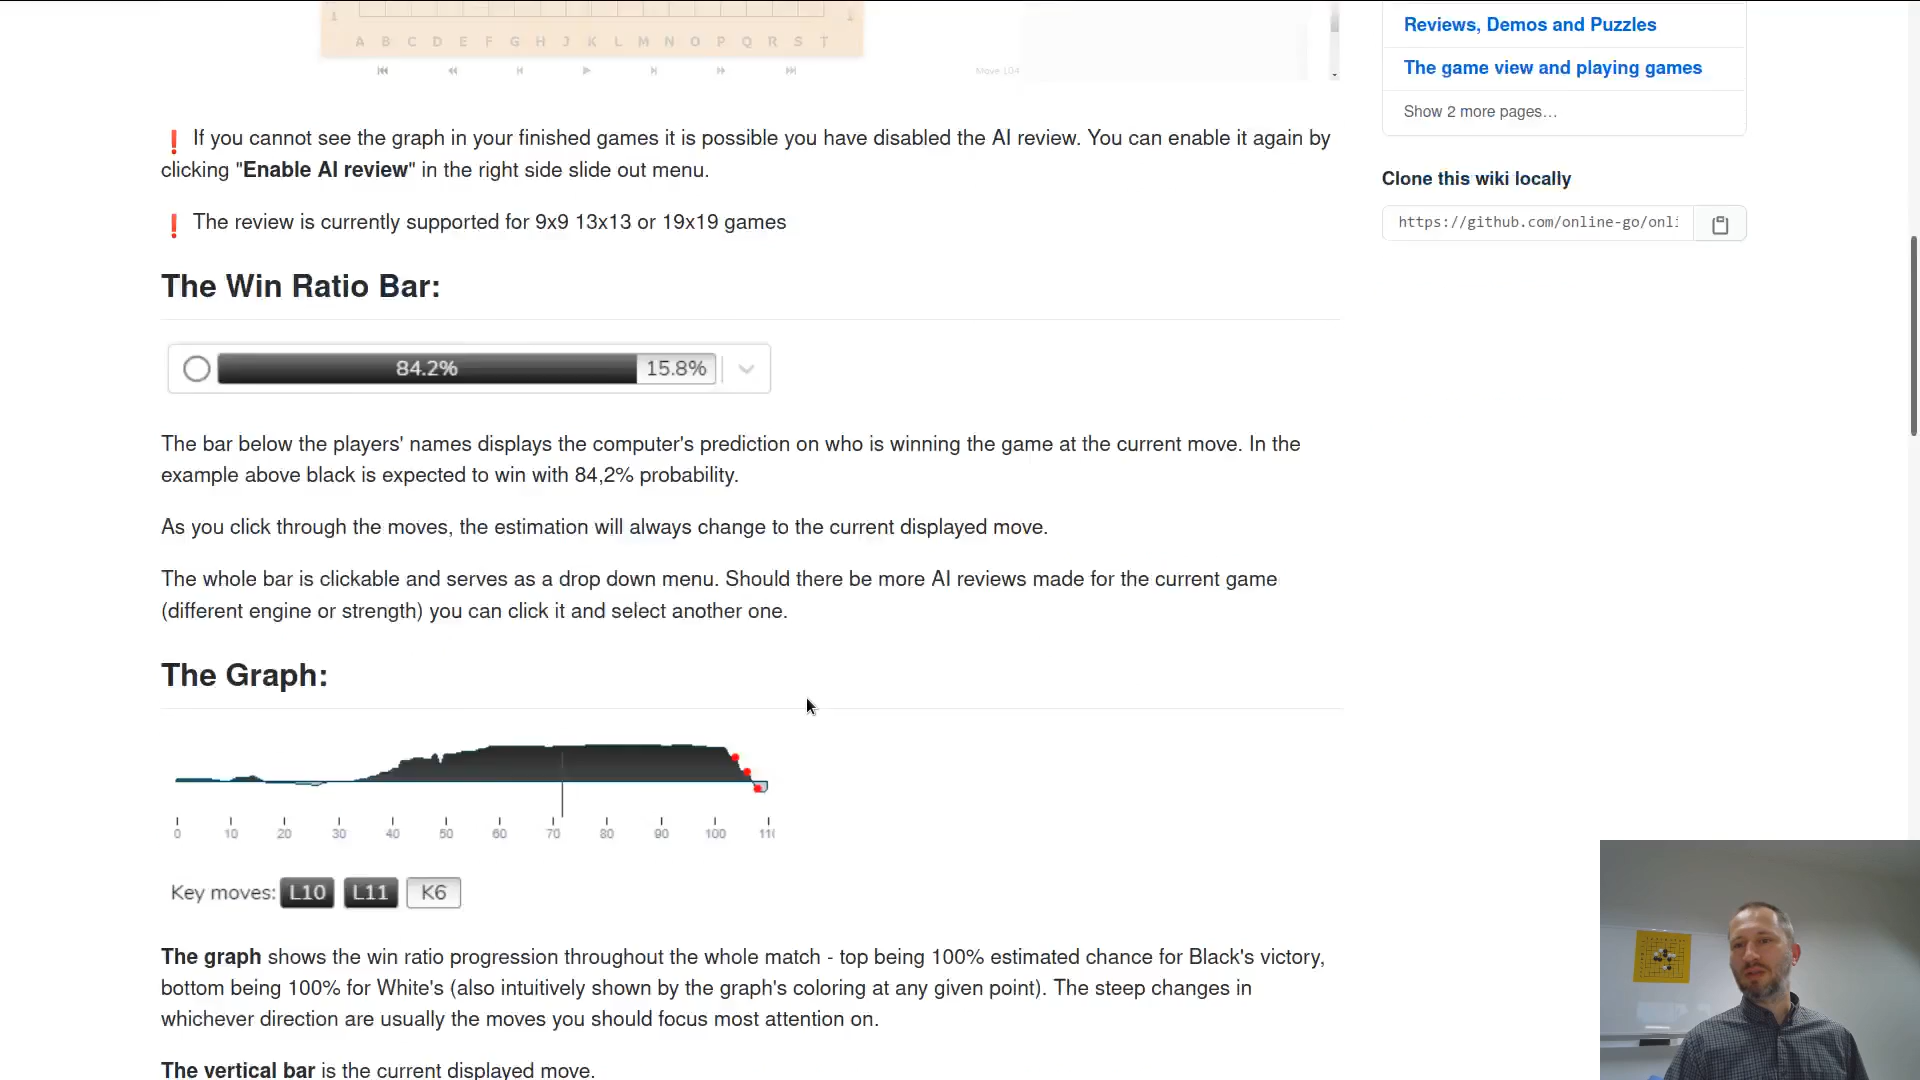 A B C D E F G H J K L M N O P Q R S T
Move 104
Reviews, Demos and Puzzles
The game view and playing games
Show 2 more pages…
Clone this wiki locally
https://github.com/online-go/onli
❗ If you cannot see the graph in your finished games it is possible you have disabled the AI review. You can enable it again by
clicking "Enable AI review" in the right side slide out menu.
❗ The review is currently supported for 9x9 13x13 or 19x19 games
The Win Ratio Bar:
84.2% 15.8%
The bar below the players' names displays the computer's prediction on who is winning the game at the current move. In the
example above black is expected to win with 84,2% probability.
As you click through the moves, the estimation will always change to the current displayed move.
The whole bar is clickable and serves as a drop down menu. Should there be more AI reviews made for the current game
(different engine or strength) you can click it and select another one.
The Graph:
0 10 20 30 40 50 60 70 80 90 100 11
Key moves: L10 L11 K6
The graph shows the win ratio progression throughout the whole match - top being 100% estimated chance for Black's victory,
bottom being 100% for White's (also intuitively shown by the graph's coloring at any given point). The steep changes in
whichever direction are usually the moves you should focus most attention on.
The vertical bar is the current displayed move.